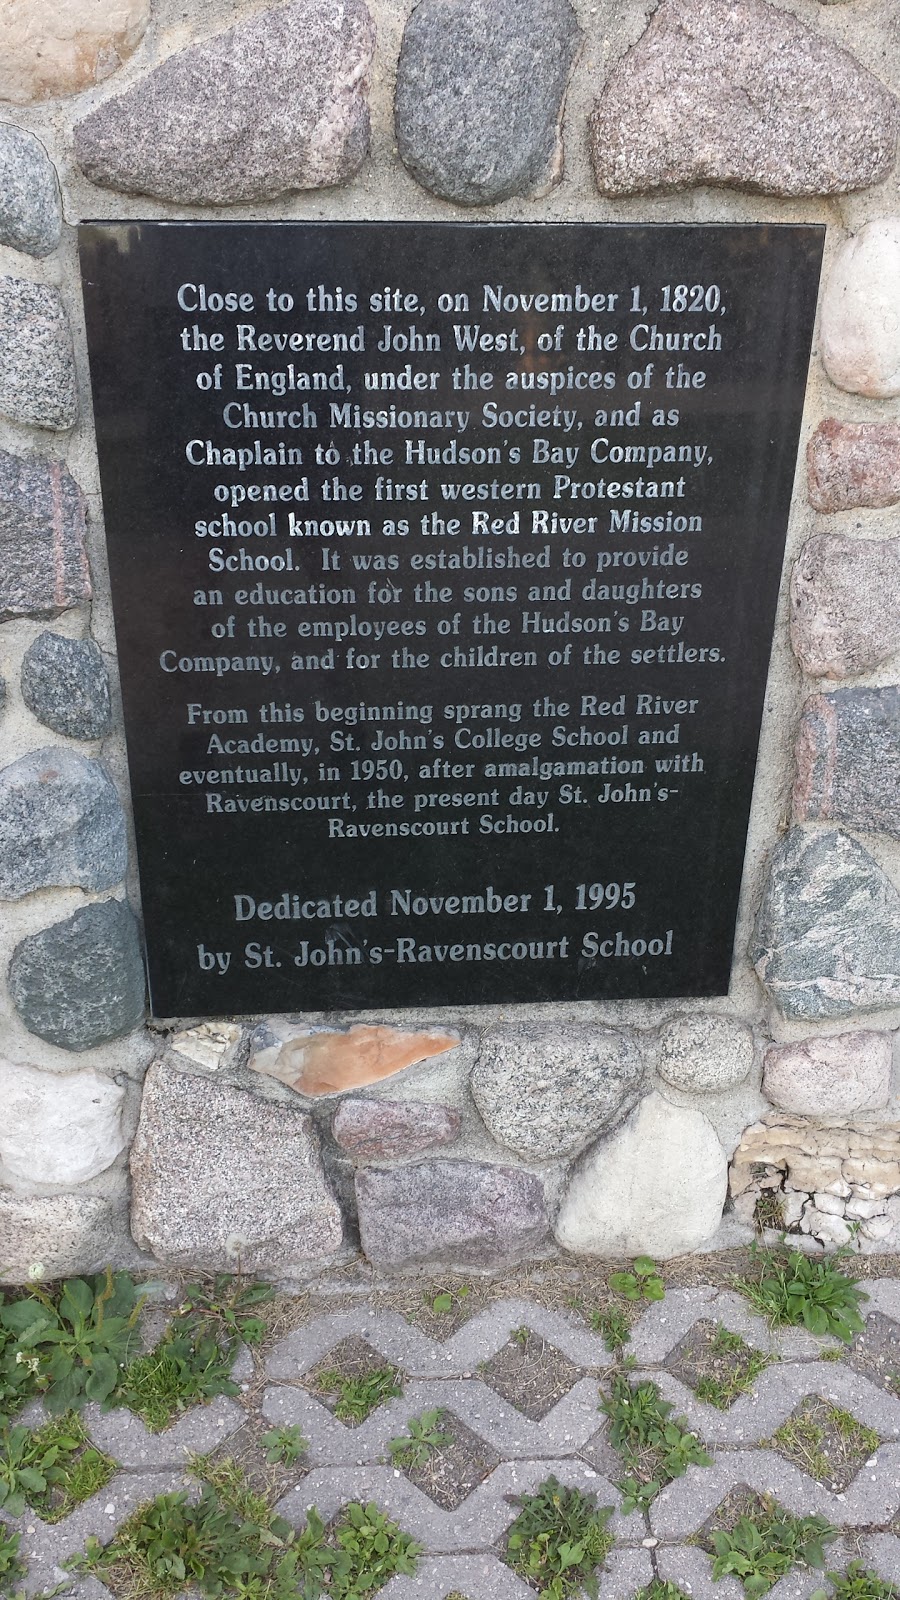 Close to this site, on November 1, 1820,
the Reverend John West, of the Church
of England, under the auspices of the
Church Missionary Society, and as
Chaplain to the Hudson's Bay Company,
opened the first western Protestant
school known as the Red River Mission
School. It was established to provide
an education for the sons and daughters
of the employees of the Hudson's Bay
Company, and for the children of the settlers.
From this beginning sprang the Red River
Academy, St. John's College School and
eventually, in 1950, after amalgamation with
Ravenscourt, the present day St. John's-
Ravenscourt School.
Dedicated November 1, 1995
by St. John's-Ravenscourt School